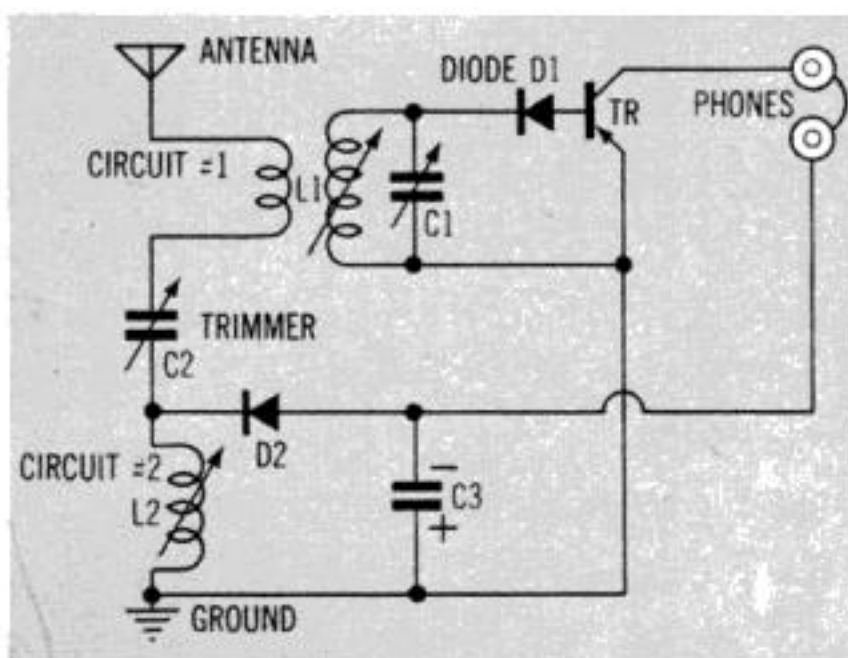 ANTENNA
DIODE D1
TR
PHONES
CIRCUIT =1
L1
C1
TRIMMER
C2
D2
CIRCUIT =2
L2
−
C3
+
GROUND